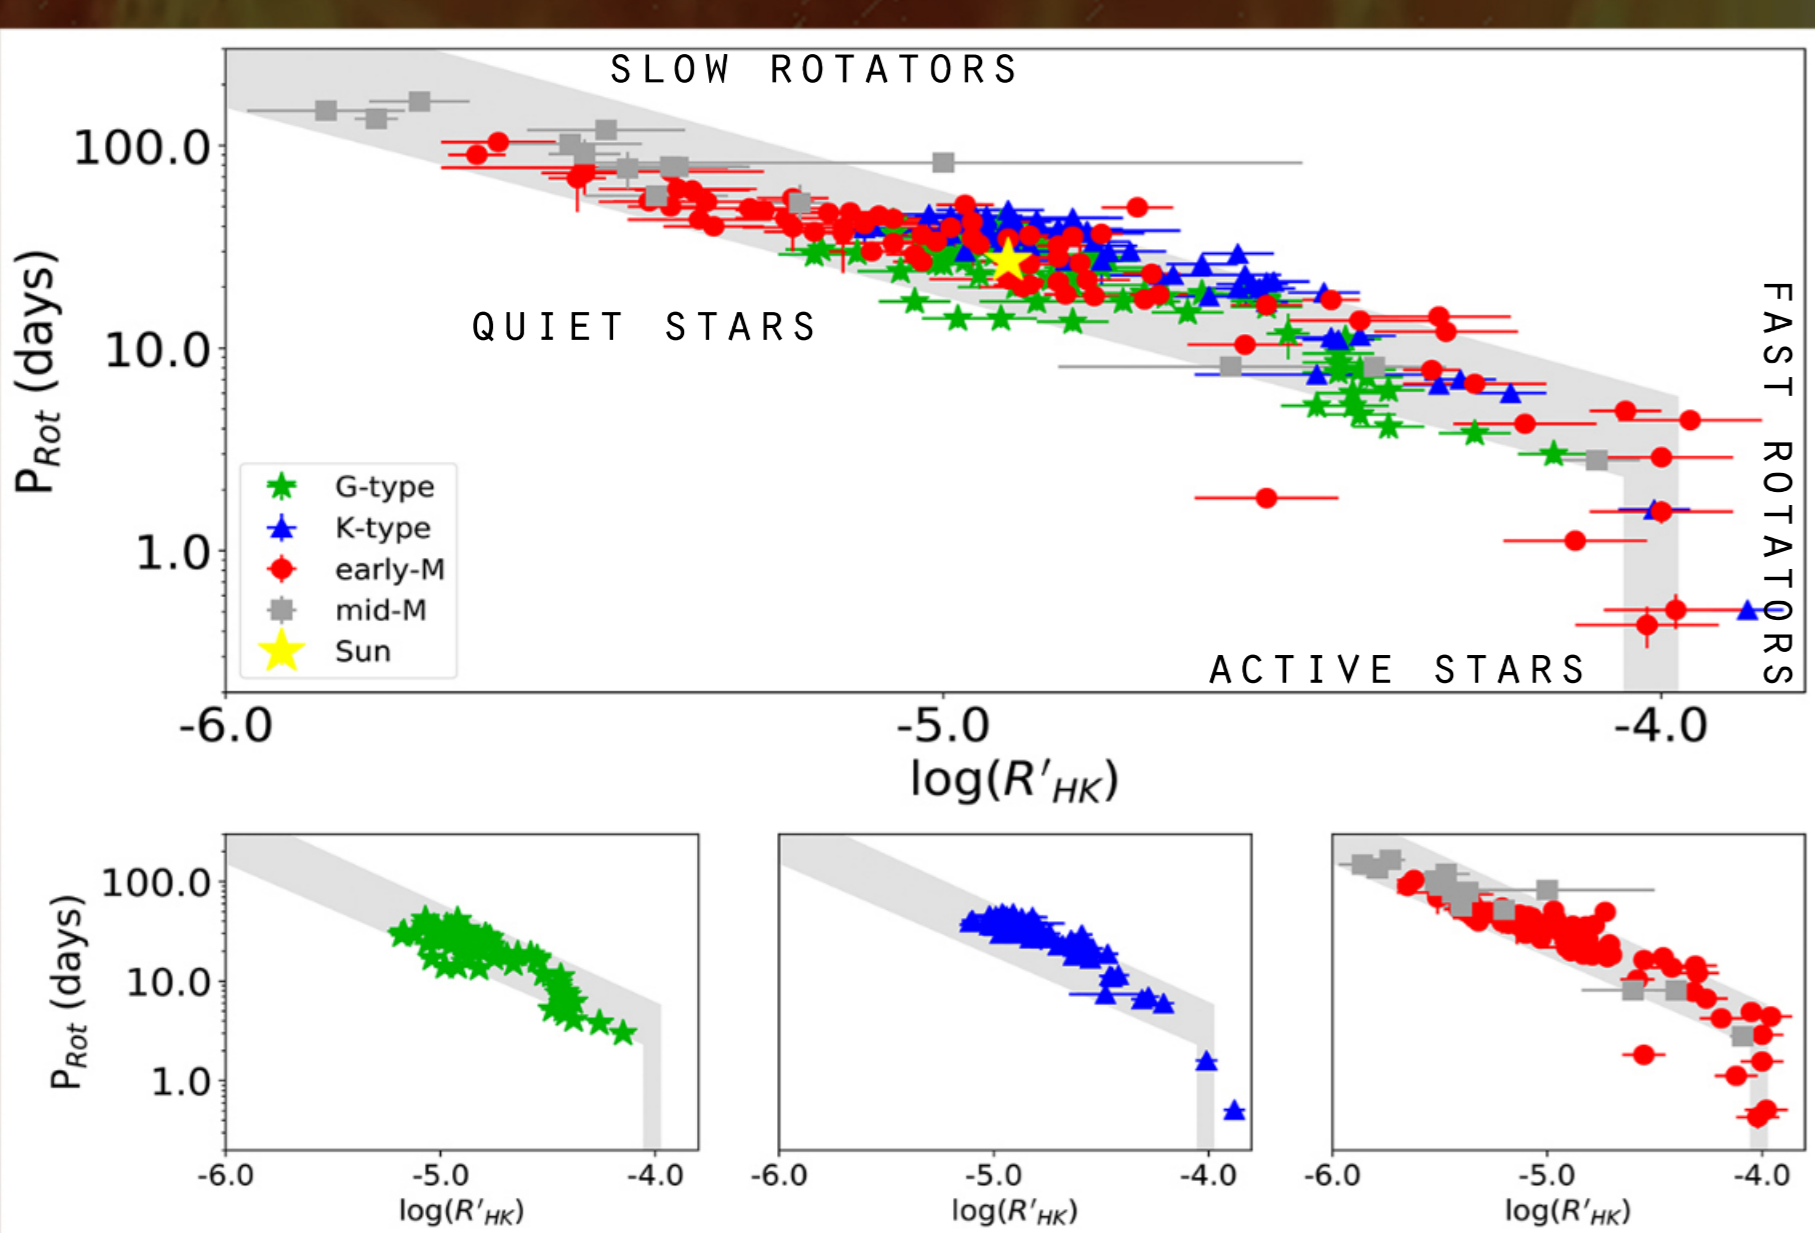 SLOW ROTATORS
100.0
10.0
1.0
P_Rot (days)
QUIET STARS
FAST ROTATORS
G-type
K-type
early-M
mid-M
Sun
ACTIVE STARS
-6.0 -5.0 -4.0
log(R′_HK)
100.0
10.0
1.0
P_Rot (days)
-6.0 -5.0 -4.0
log(R′_HK)
-6.0 -5.0 -4.0
log(R′_HK)
-6.0 -5.0 -4.0
log(R′_HK)